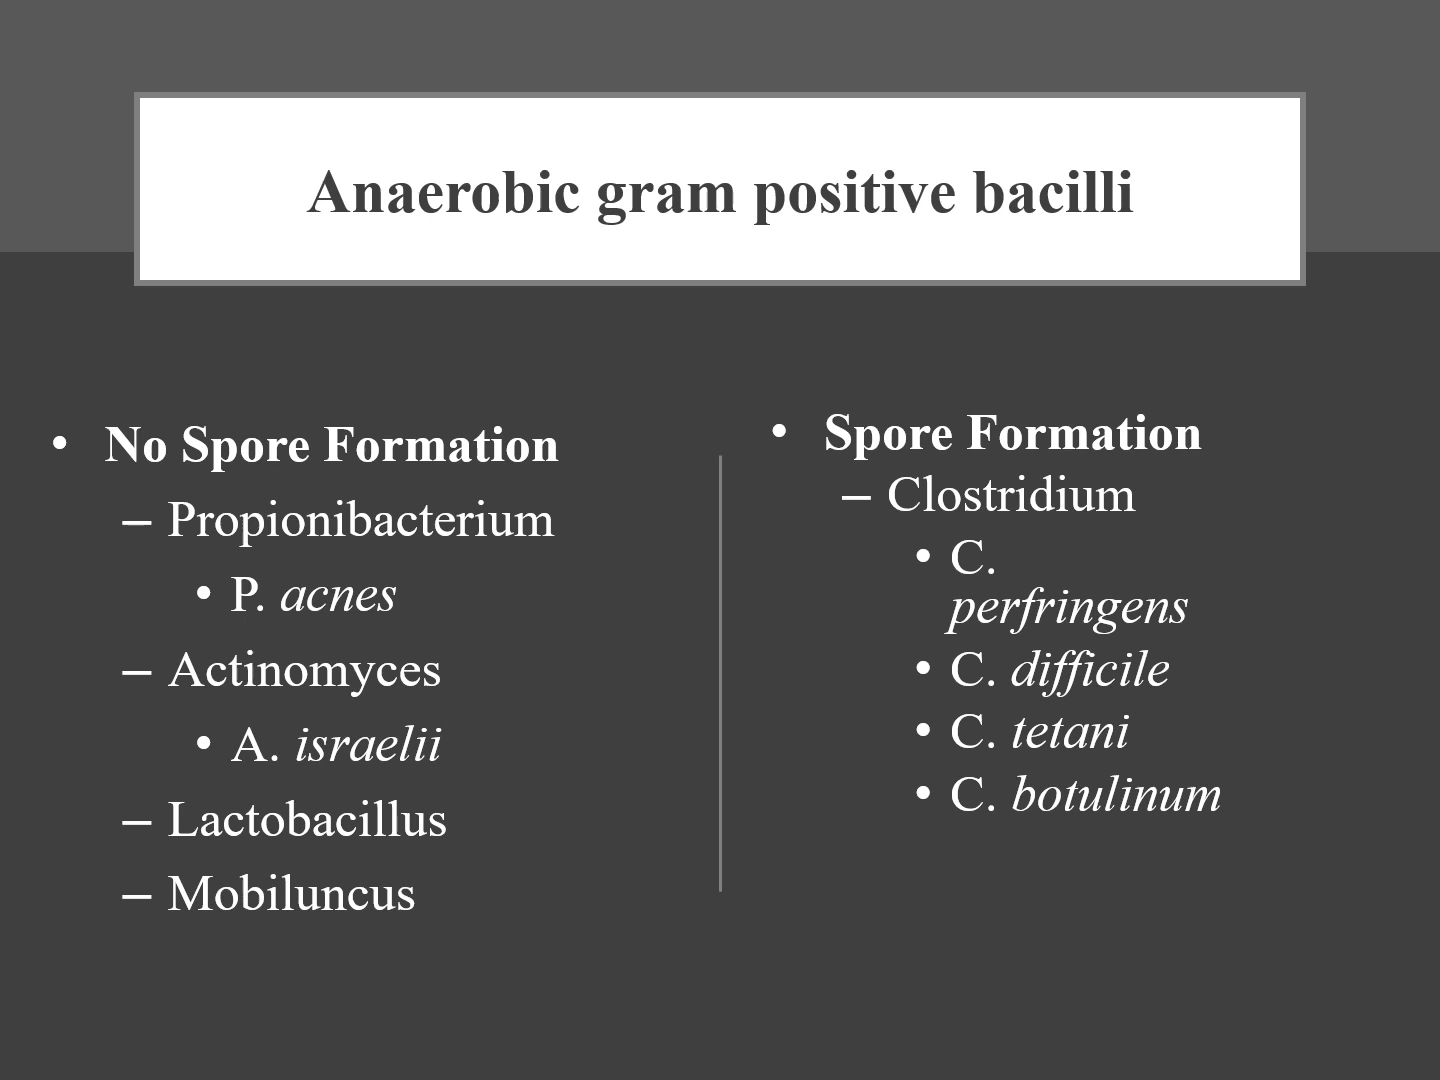 Anaerobic gram positive bacilli
• No Spore Formation
– Propionibacterium
• P. acnes
– Actinomyces
• A. israelii
– Lactobacillus
– Mobiluncus
• Spore Formation
– Clostridium
• C.
perfringens
• C. difficile
• C. tetani
• C. botulinum